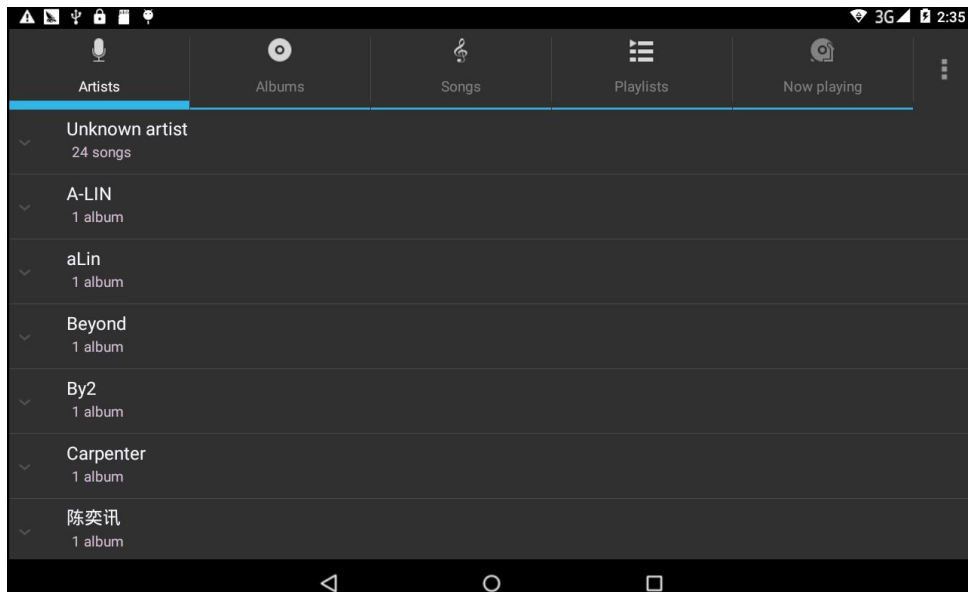 3G 2:35
Artists
Albums
Songs
Playlists
Now playing
Unknown artist
24 songs
A-LIN
1 album
aLin
1 album
Beyond
1 album
By2
1 album
Carpenter
1 album
陈奕讯
1 album